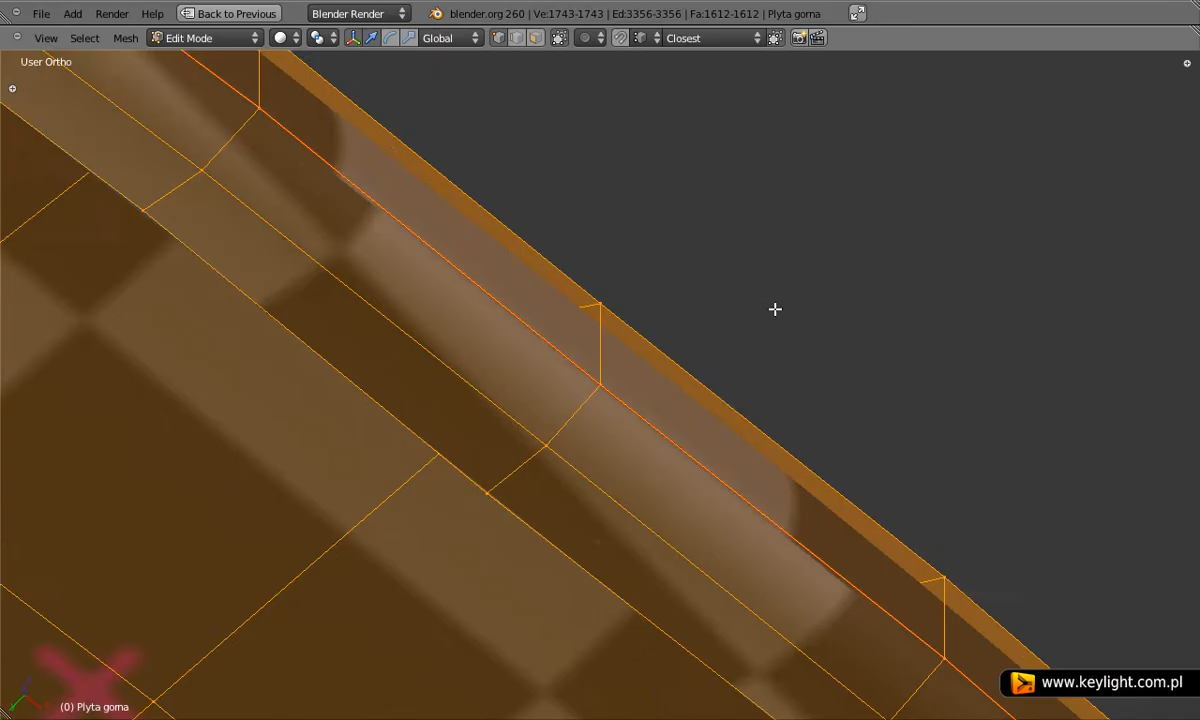 File Add Render Help Back to Previous Blender Render blender.org 260 | Ve:1743-1743 | Ed:3356-3356 | Fa:1612-1612 | Plyta gorna
View Select Mesh Edit Mode Global Closest
User Ortho
www.keylight.com.pl
(0) Plyta gorna